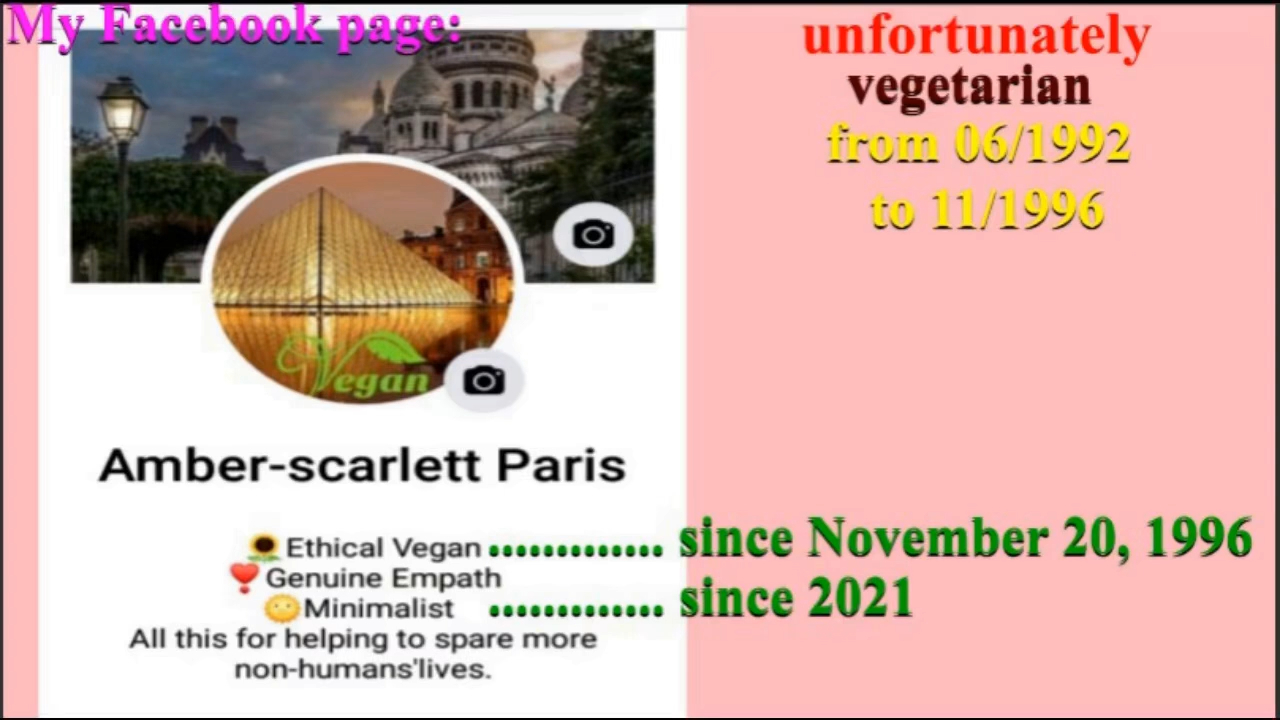 My Facebook page:
unfortunately
vegetarian
from 06/1992
to 11/1996
Vegan
Amber-scarlett Paris
Ethical Vegan ............. since November 20, 1996
Genuine Empath
Minimalist ............. since 2021
All this for helping to spare more
non-humans'lives.